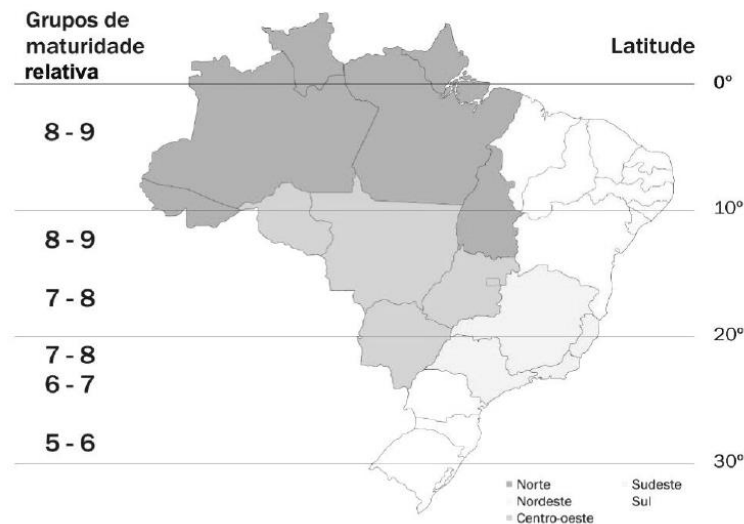 Grupos de
maturidade
relativa
Latitude
0º
8 - 9
10º
8 - 9
7 - 8
20º
7 - 8
6 - 7
5 - 6
30º
Norte
Sudeste
Nordeste
Sul
Centro-oeste